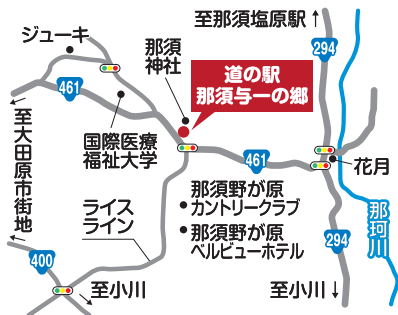 至那須塩原駅↑
ジューキ
那須
神社
294
道の駅
那須与一の郷
461
国際医療
福祉大学
至大田原市街地
461
花月
那須野が原
カントリークラブ
ライス
ライン
那須野が原
ベルビューホテル
那珂川
294
400
至小川
至小川↓